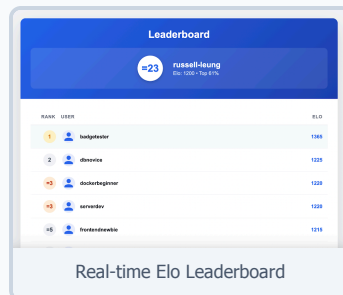 Leaderboard
=23
russell-leung
Elo: 1200 • Top 61%
RANK USER ELO
1 badgetester 1365
2 dbnovice 1225
=3 dockerbeginner 1220
=3 serverdev 1220
=5 frontendnewbie 1215
Real-time Elo Leaderboard